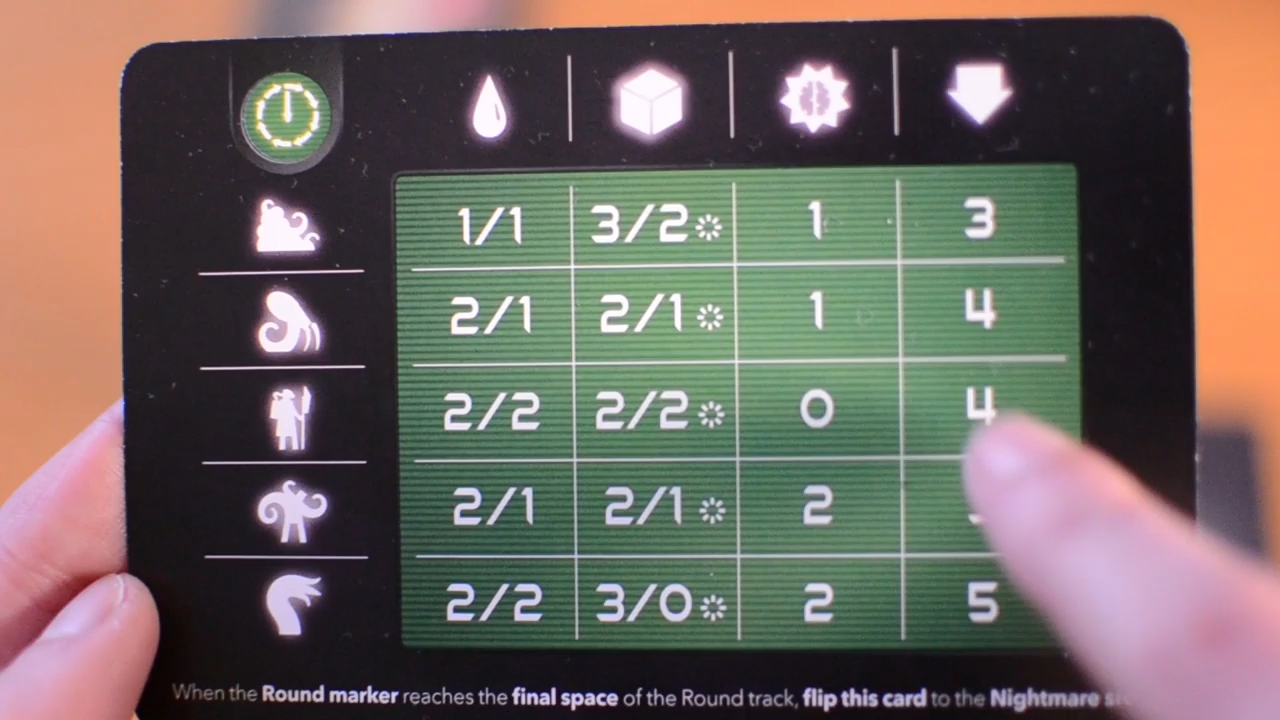 1/1 3/2 1 3
2/1 2/1 1 4
2/2 2/2 0 4
2/1 2/1 2
2/2 3/0 2 5
When the Round marker reaches the final space of the Round track, flip this card to the Nightmare